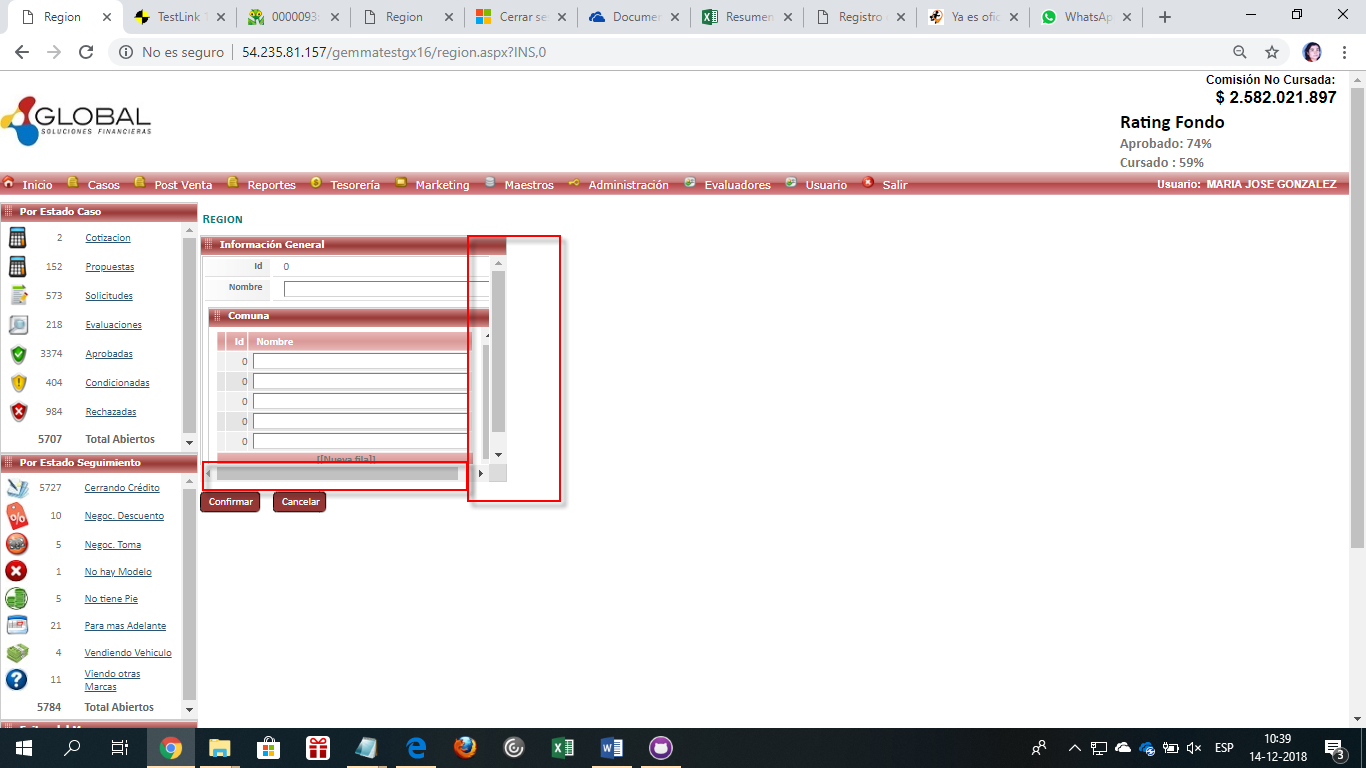 Region
TestLink 1
0000093:
Region
Cerrar se
Documen
Resumen
Registro
Ya es ofic
WhatsAp
No es seguro
54.235.81.157/gemmatestgx16/region.aspx?INS,0
Comisión No Cursada:
$ 2.582.021.897
GLOBAL
SOLUCIONES FINANCIERAS
Rating Fondo
Aprobado: 74%
Cursado : 59%
Inicio Casos Post Venta Reportes Tesorería Marketing Maestros Administración Evaluadores Usuario Salir
Usuario: MARIA JOSE GONZALEZ
Por Estado Caso
2 Cotizacion
152 Propuestas
573 Solicitudes
218 Evaluaciones
3374 Aprobadas
404 Condicionadas
984 Rechazadas
5707 Total Abiertos
Por Estado Seguimiento
5727 Cerrando Crédito
10 Negoc. Descuento
5 Negoc. Toma
1 No hay Modelo
5 No tiene Pie
21 Para mas Adelante
4 Vendiendo Vehiculo
11 Viendo otras
Marcas
5784 Total Abiertos
REGION
Información General
Id 0
Nombre
Comuna
Id Nombre
0
0
0
0
0
[[Nueva fila]]
Confirmar Cancelar
ESP
10:39
14-12-2018
3